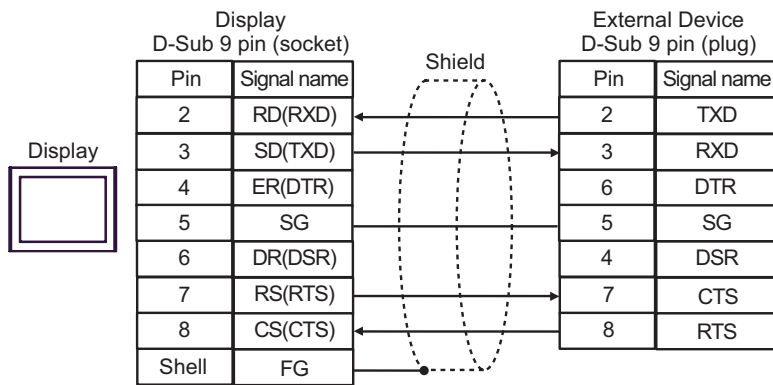 Display
D-Sub 9 pin (socket)
External Device
D-Sub 9 pin (plug)
Shield
Pin Signal name
Pin Signal name
2 RD(RXD)
2 TXD
3 SD(TXD)
3 RXD
Display
4 ER(DTR)
6 DTR
5 SG
5 SG
6 DR(DSR)
4 DSR
7 RS(RTS)
7 CTS
8 CS(CTS)
8 RTS
Shell FG